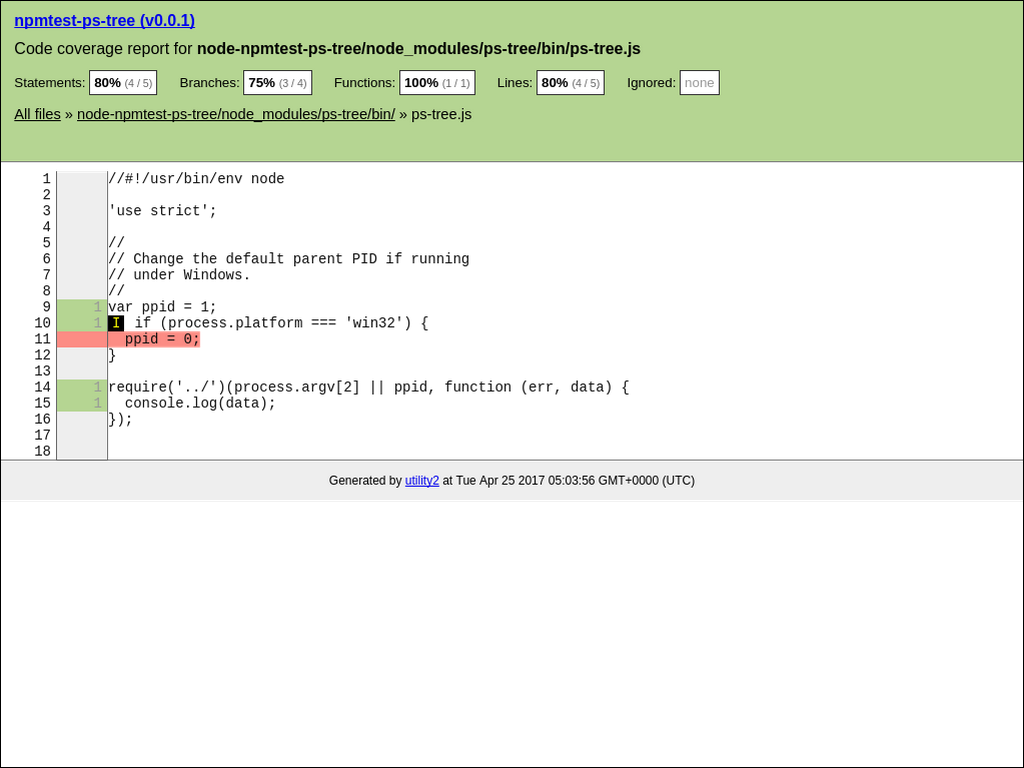 npmtest-ps-tree (v0.0.1)
Code coverage report for node-npmtest-ps-tree/node_modules/ps-tree/bin/ps-tree.js
Statements: 80% (4 / 5) Branches: 75% (3 / 4) Functions: 100% (1 / 1) Lines: 80% (4 / 5) Ignored: none
All files » node-npmtest-ps-tree/node_modules/ps-tree/bin/ » ps-tree.js
1 //#!/usr/bin/env node
2
3 'use strict';
4
5 //
6 // Change the default parent PID if running
7 // under Windows.
8 //
9 1 var ppid = 1;
10 1 I if (process.platform === 'win32') {
11   ppid = 0;
12 }
13
14 1 require('../')(process.argv[2] || ppid, function (err, data) {
15 1   console.log(data);
16 });
17
18
Generated by utility2 at Tue Apr 25 2017 05:03:56 GMT+0000 (UTC)